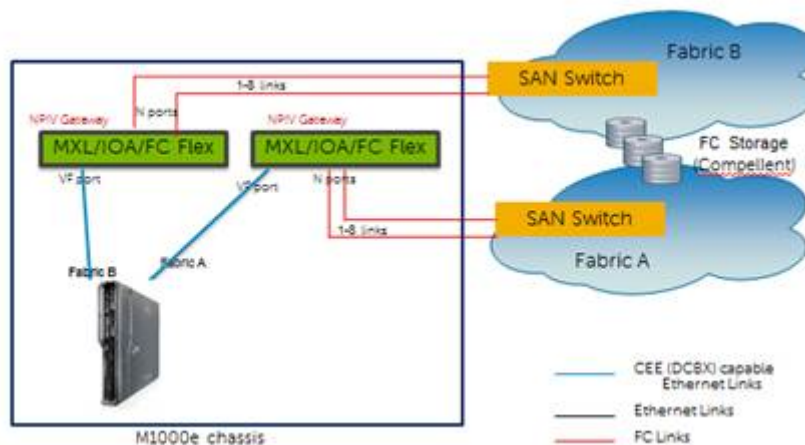 Fabric B
SAN Switch
1-8 links
N ports
NPIV Gateway
NPIV Gateway
MXL/IOA/FC Flex
MXL/IOA/FC Flex
FC Storage
(Compellent)
VF port
VF port
N ports
SAN Switch
1-8 links
Fabric A
Fabric B
Fabric A
CEE (DCBX) capable
Ethernet Links
Ethernet Links
FC Links
M1000e chassis